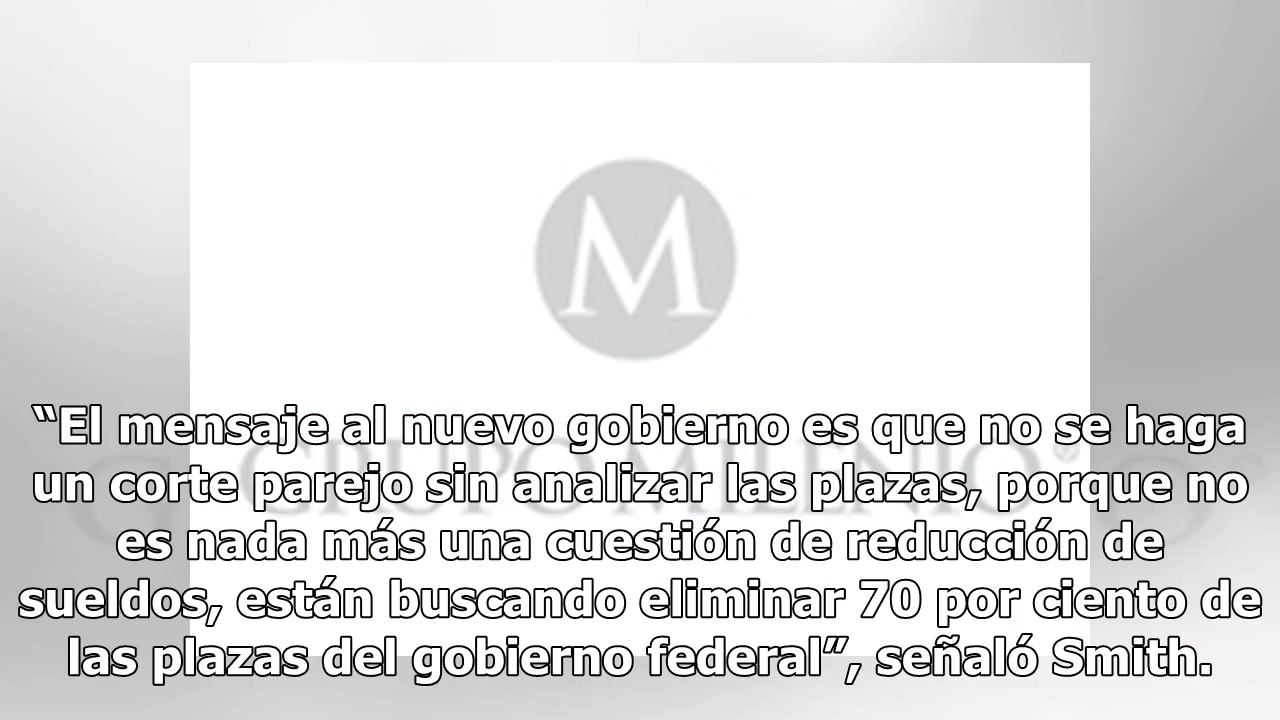 M
GRUPO MILENIO®
“El mensaje al nuevo gobierno es que no se haga
un corte parejo sin analizar las plazas, porque no
es nada más una cuestión de reducción de
sueldos, están buscando eliminar 70 por ciento de
las plazas del gobierno federal”, señaló Smith.